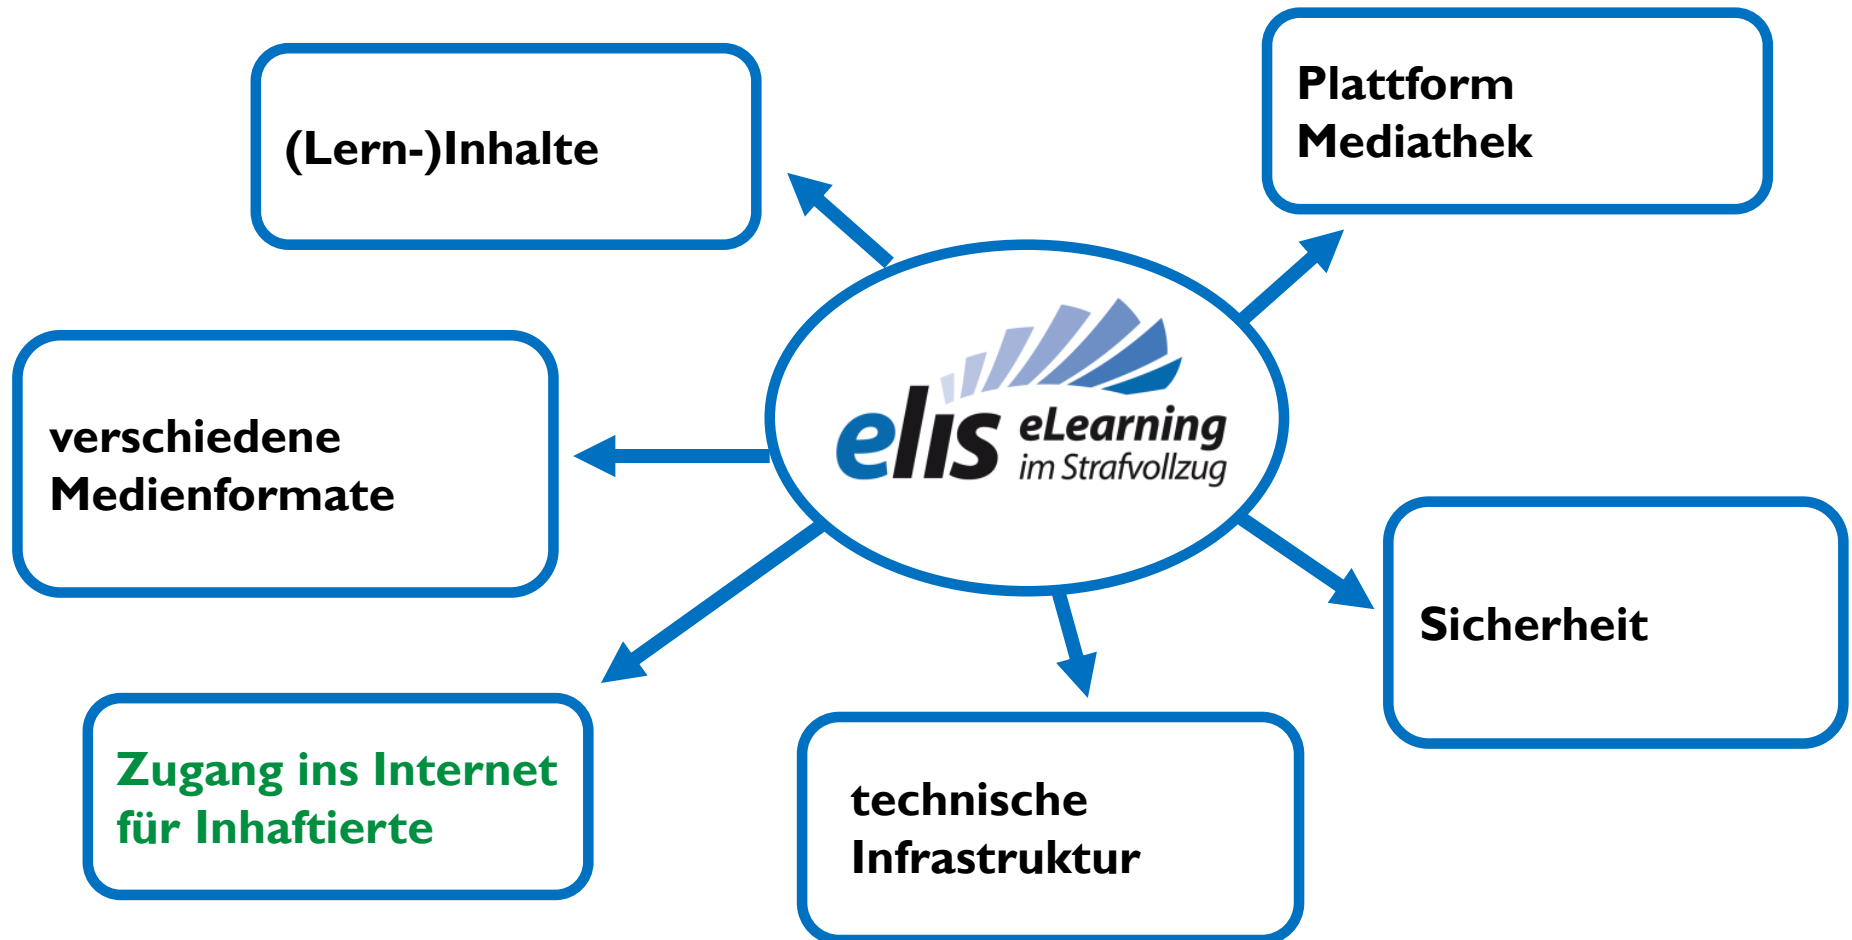 (Lern-)Inhalte
Plattform
Mediathek
elis eLearning
im Strafvollzug
verschiedene
Medienformate
Sicherheit
Zugang ins Internet
für Inhaftierte
technische
Infrastruktur